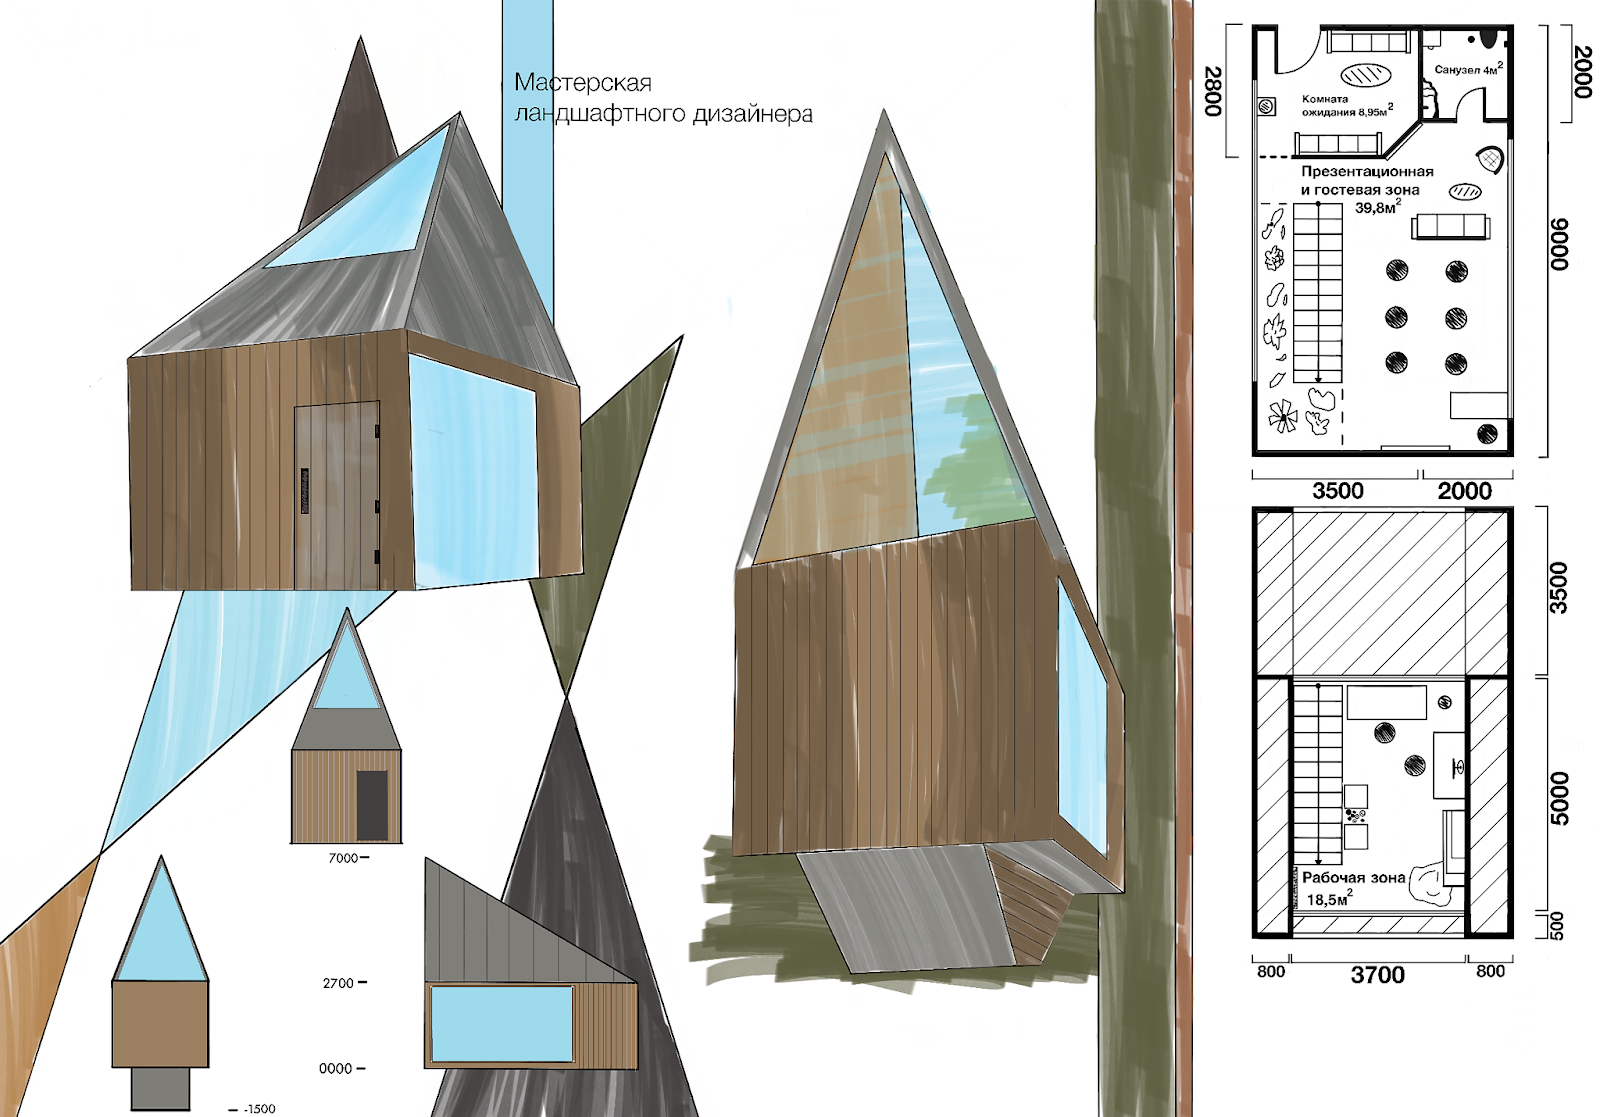 Мастерская
ландшафтного дизайнера
7000
2700
0000
-1500
2800
Санузел 4м²
2000
Комната
ожидания 8,95м²
Презентационная
и гостевая зона
39,8м²
9000
3500
2000
3500
5000
Рабочая зона
18,5м²
500
800
3700
800